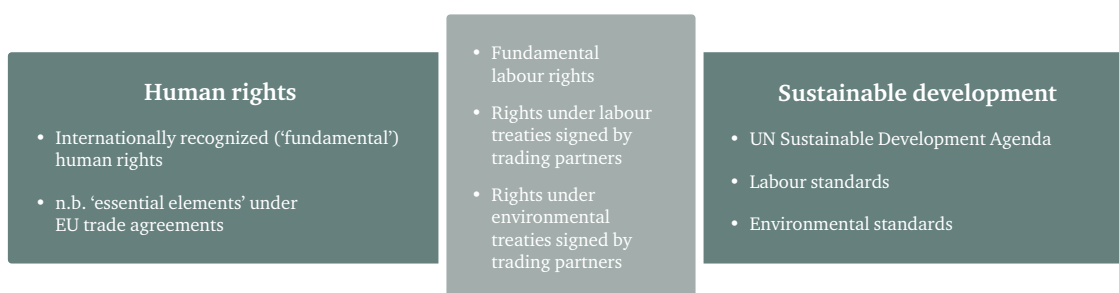 Human rights
• Internationally recognized (‘fundamental’)
human rights
• n.b. ‘essential elements’ under
EU trade agreements
• Fundamental
labour rights
• Rights under labour
treaties signed by
trading partners
• Rights under
environmental
treaties signed by
trading partners
Sustainable development
• UN Sustainable Development Agenda
• Labour standards
• Environmental standards